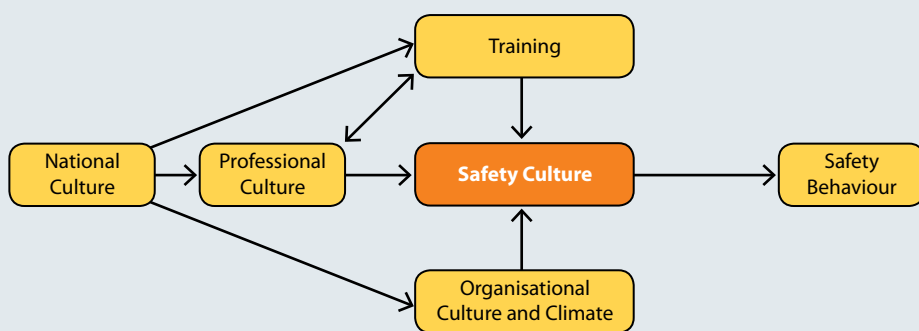 Training
National
Culture
Professional
Culture
Safety Culture
Safety
Behaviour
Organisational
Culture and Climate